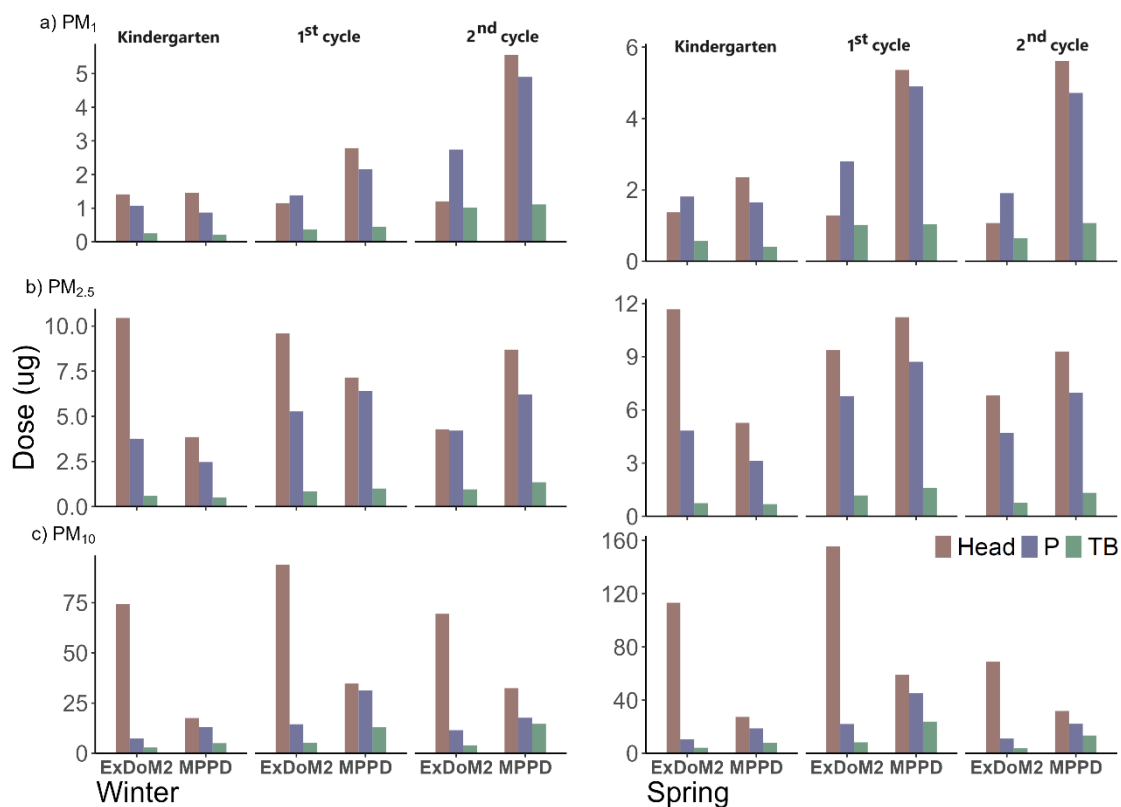 a) PM1
Kindergarten 1st cycle 2nd cycle
5
4
3
2
1
0
Kindergarten 1st cycle 2nd cycle
6
4
2
0
b) PM2.5
10.0
7.5
5.0
2.5
0.0
12
9
6
3
0
Dose (ug)
c) PM10
75
50
25
0
Head P TB
160
120
80
40
0
ExDoM2 MPPD ExDoM2 MPPD ExDoM2 MPPD
Winter
ExDoM2 MPPD ExDoM2 MPPD ExDoM2 MPPD
Spring